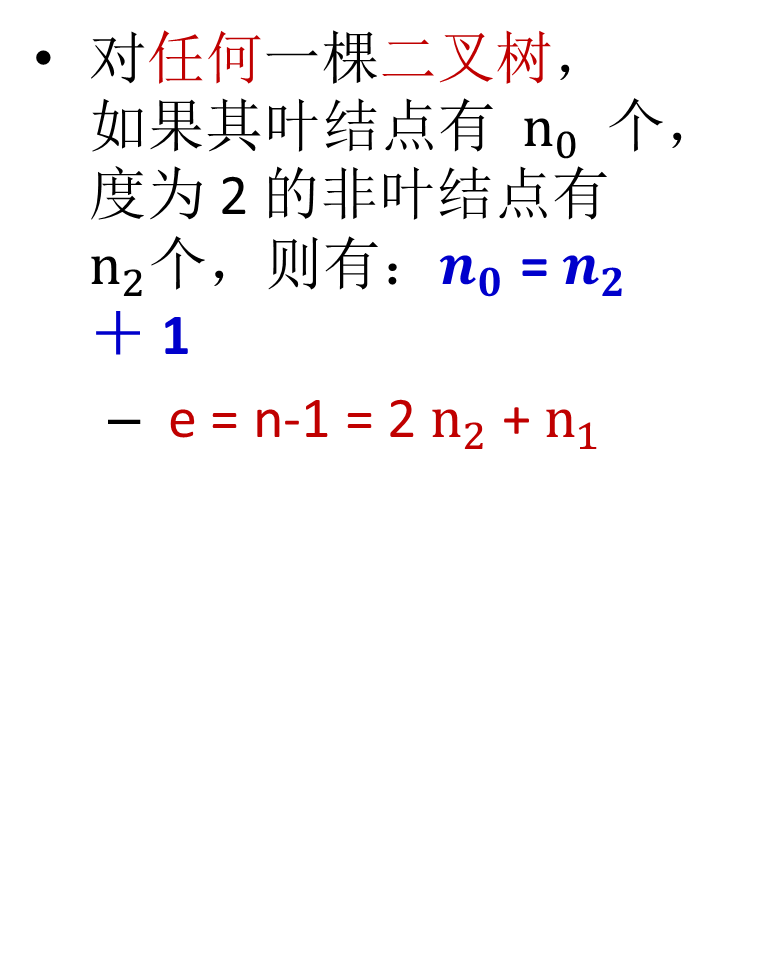 • 对任何一棵二叉树，
如果其叶结点有 n₀ 个，
度为 2 的非叶结点有
n₂个，则有：n₀ = n₂
＋ 1
– e = n-1 = 2 n₂ + n₁